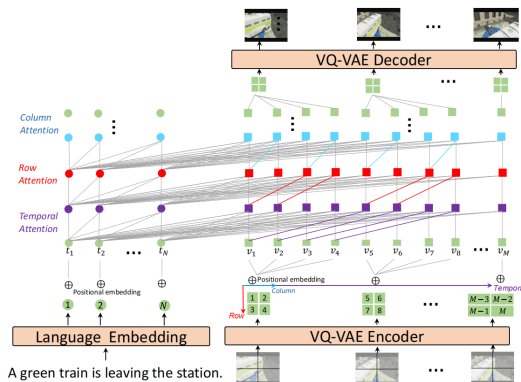 VQ-VAE Decoder
...
Column
Attention
Row
Attention
Temporal
Attention
t₁ t₂ ... t_N v₁ v₂ v₃ v₄ v₅ v₆ v₇ v₈ ... v_M
Positional embedding
Positional embedding
Column
Tempor
Row
1 2 ... N
1 2
3 4
5 6
7 8
...
M−3 M−2
M−1 M
Language Embedding
VQ-VAE Encoder
...
A green train is leaving the station.